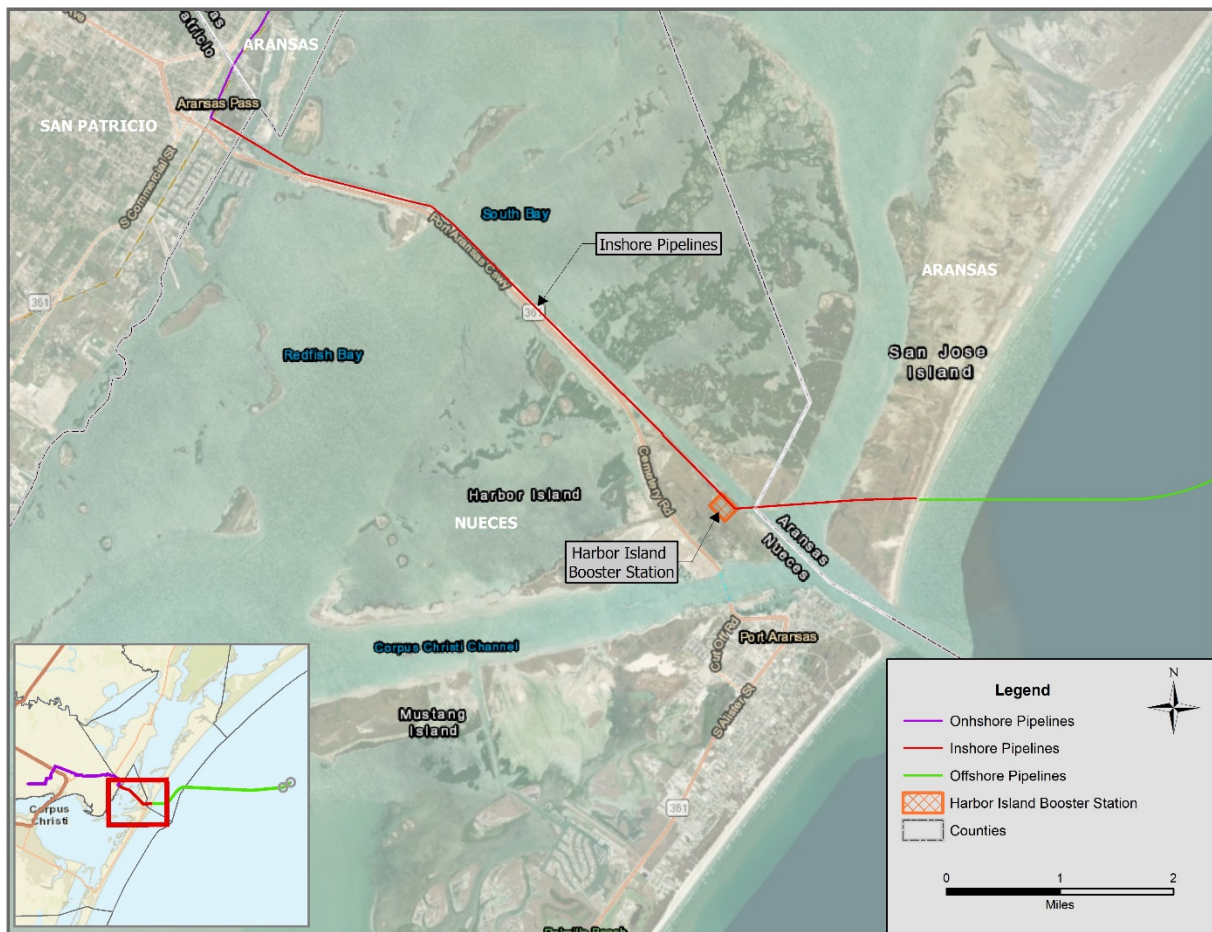 ARANSAS
Patricio
Aransas Pass
SAN PATRICIO
S Commercial St
South Bay
Port Aransas Cswy
Inshore Pipelines
361
361
ARANSAS
Redfish Bay
San Jose
Island
Cemetery Rd
Harbor Island
NUECES
Aransas
Nueces
Harbor Island
Booster Station
Port Aransas
Corpus Christi Channel
Cut Off Rd
Mustang
Island
S Alister St
361
Corpus
Christi
Legend
N
Onhshore Pipelines
Inshore Pipelines
Offshore Pipelines
Harbor Island Booster Station
Counties
0 1 2
Miles